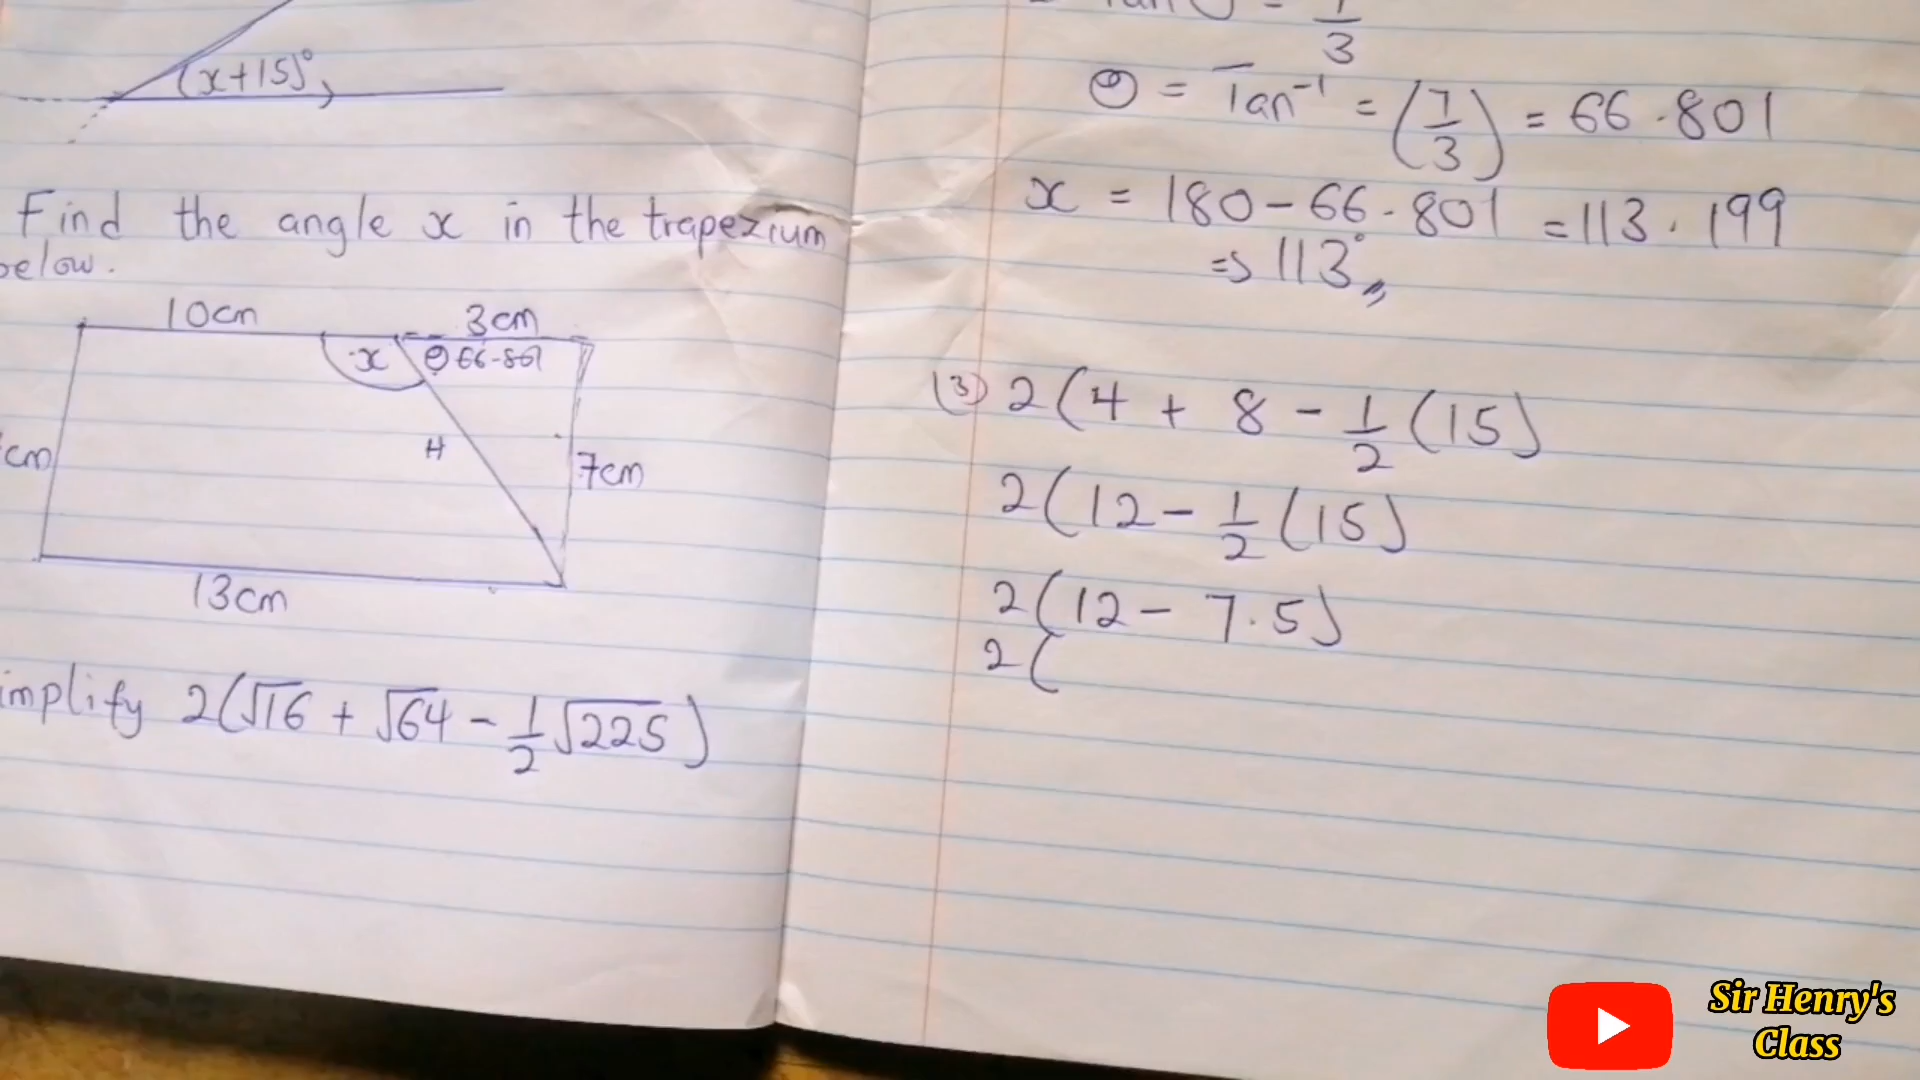 (x+15)°
Find the angle x in the trapezium
below.
10cm
3cm
x
θ 66.801
H
cm
7cm
13cm
implify 2(√16 + √64 - 1/2 √225)
1/3
θ = Tan⁻¹ = (7/3) = 66.801
x = 180 - 66.801 = 113.199
=> 113°
(3) 2(4 + 8 - 1/2 (15)
2(12 - 1/2 (15)
2(12 - 7.5)
2(
Sir Henry's
Class